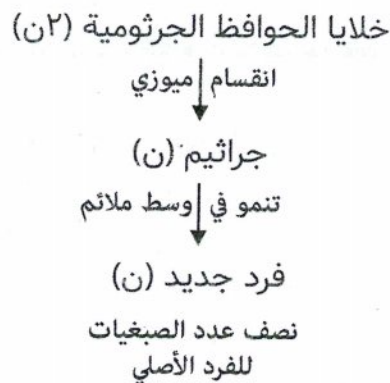 خلايا الحوافظ الجرثومية (٢ن)
انقسام ميوزي
جراثيم (ن)
تنمو في وسط ملائم
فرد جديد (ن)
نصف عدد الصبغيات
للفرد الأصلي